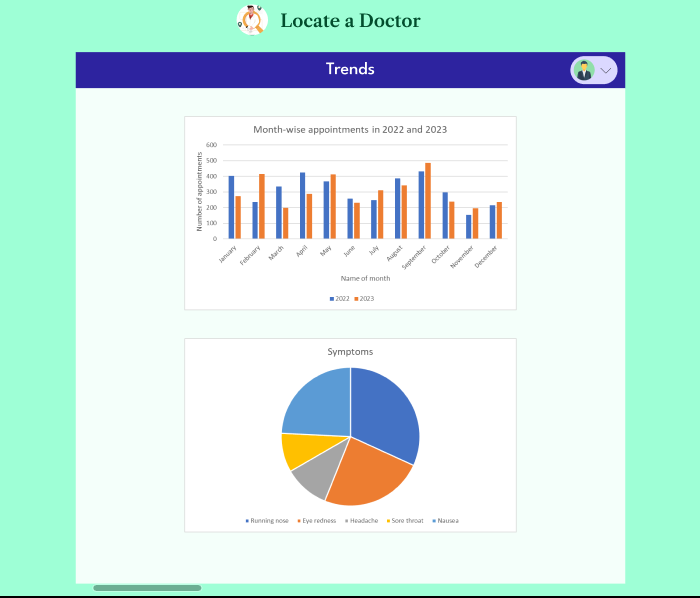 Locate a Doctor
Trends
Month-wise appointments in 2022 and 2023
Number of appointments
600
500
400
300
200
100
0
January February March April May June July August September October November December
Name of month
2022 2023
Symptoms
Running nose Eye redness Headache Sore throat Nausea